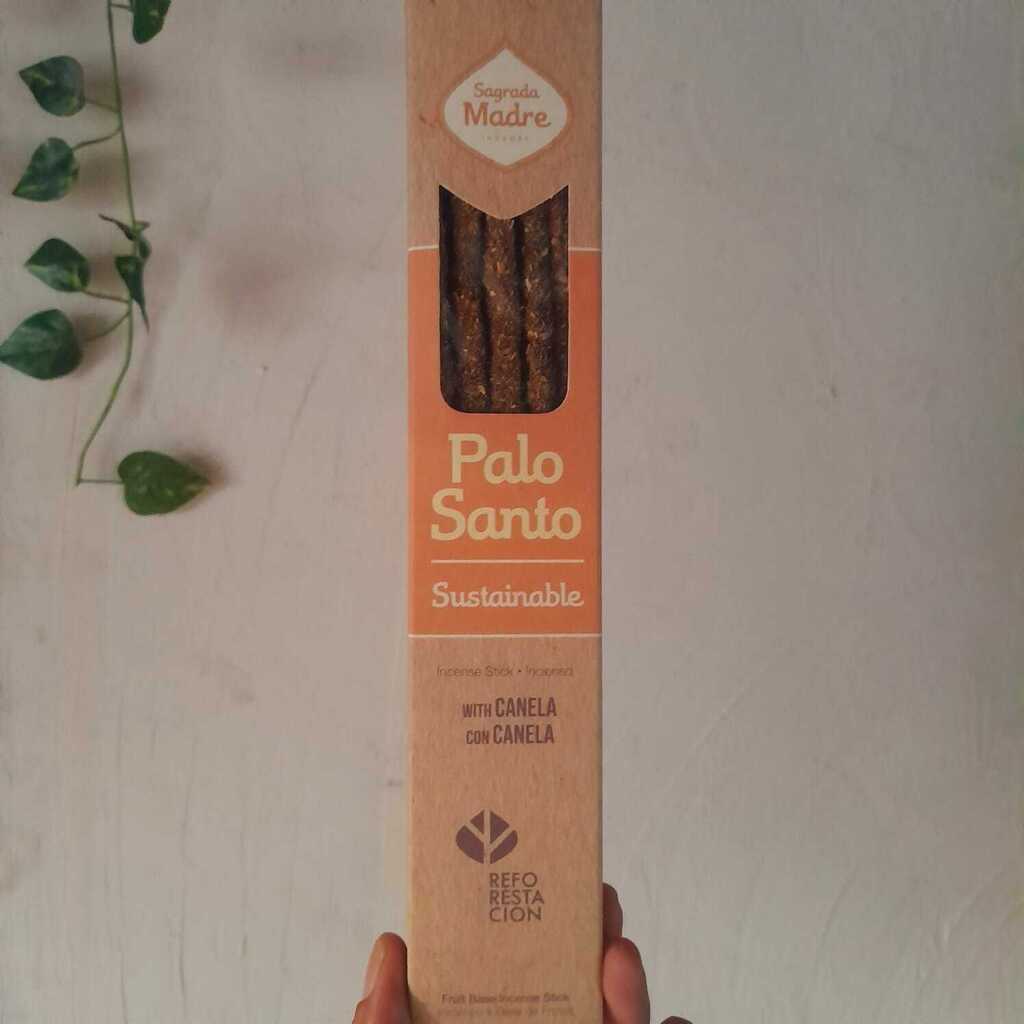 Sagrada
Madre
Palo
Santo
Sustainable
Incense Stick • Incienso
WITH CANELA
CON CANELA
REFO
RESTA
CION
Fruit Base Incense Stick